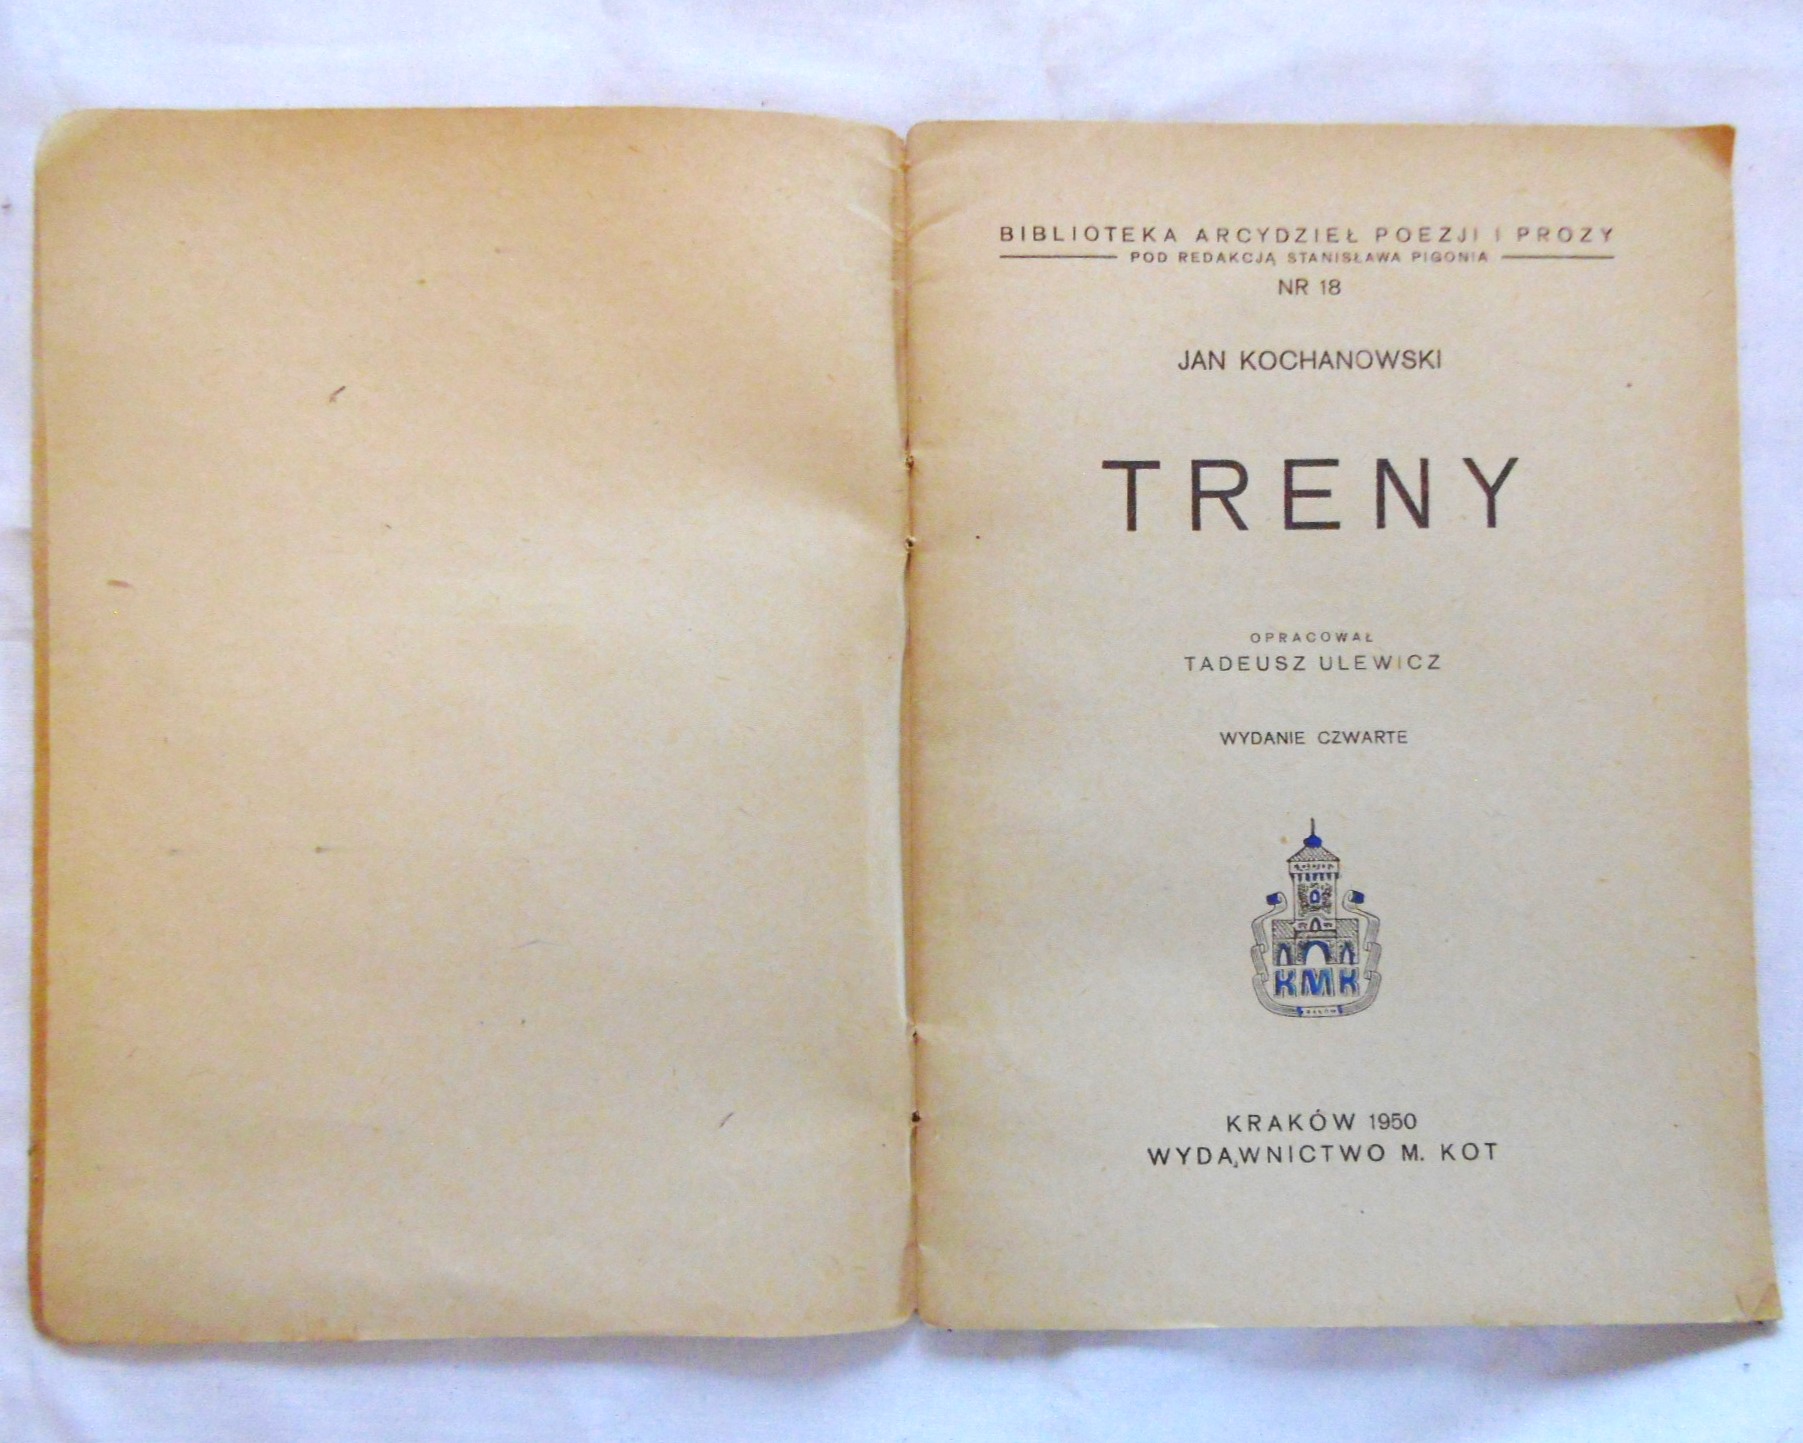 BIBLIOTEKA ARCYDZIEŁ POEZJI I PROZY
POD REDAKCJĄ STANISŁAWA PIGONIA
NR 18
JAN KOCHANOWSKI
TRENY
OPRACOWAŁ
TADEUSZ ULEWICZ
WYDANIE CZWARTE
KMK
KRAKÓW 1950
WYDAWNICTWO M. KOT